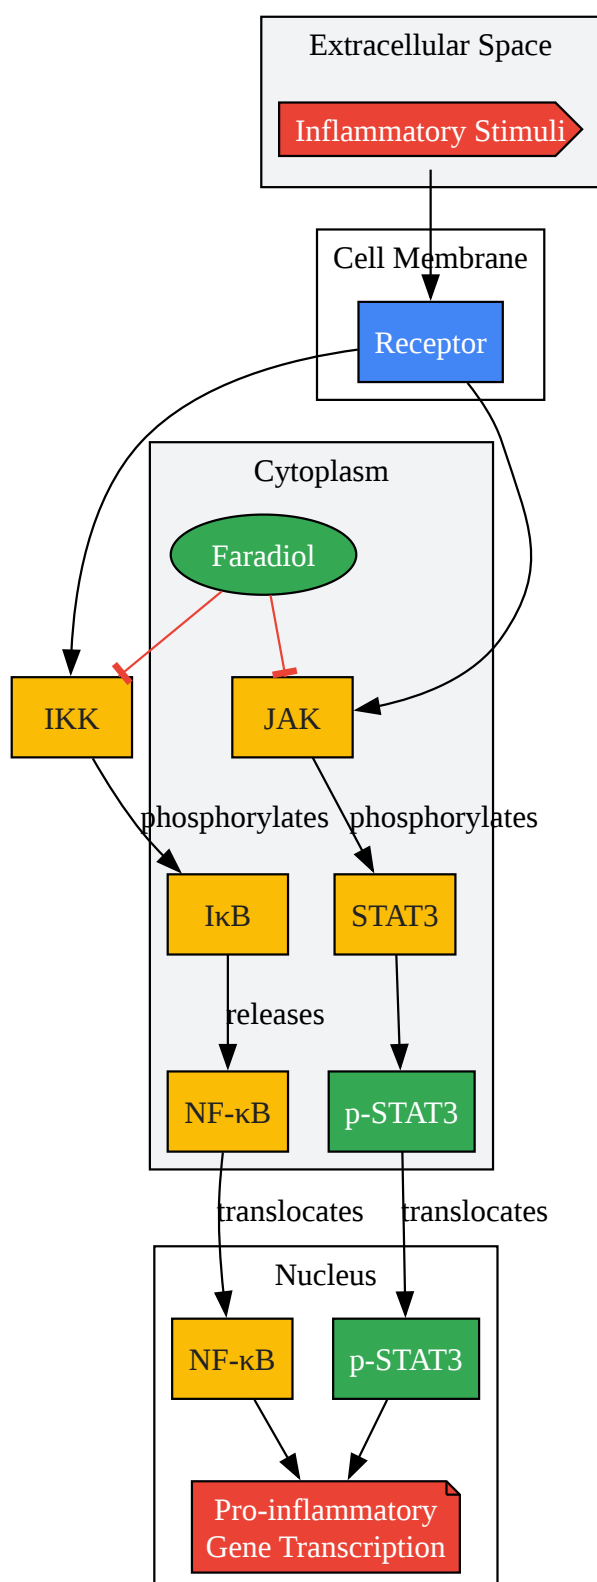 Extracellular Space
Inflammatory Stimuli
Cell Membrane
Receptor
Cytoplasm
Faradiol
IKK
JAK
phosphorylates
phosphorylates
IκB
STAT3
releases
NF-κB
p-STAT3
translocates
translocates
Nucleus
NF-κB
p-STAT3
Pro-inflammatory
Gene Transcription